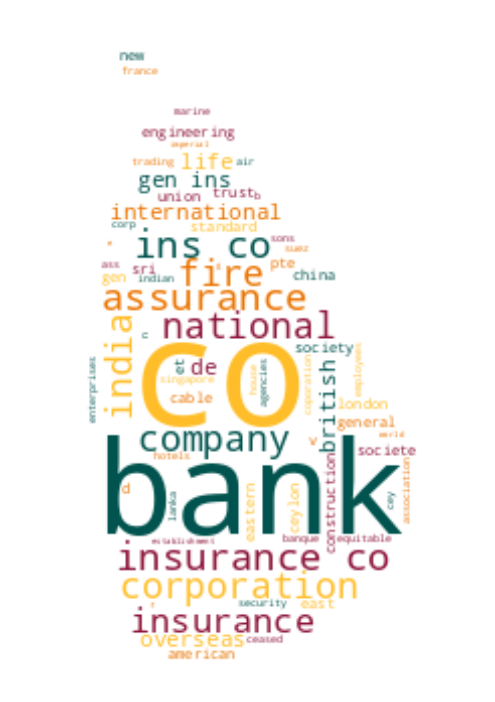 new
france
marine
engineering
imperial
trading life air
gen ins
union trust b
international
corp standard
ins co sons
suez
ass sri fire pte
gen indian china
assurance
india national
c
co society
et de
singapore
cable
house
agencies
coporation
employees
enterprises
british
london
general
world
company v
societe
hotels
bank
d
lanka
eastern
ceylon
construction
cey
association
establishment banque equitable
insurance co
corporation
security east
insurance
overseas ceased
american